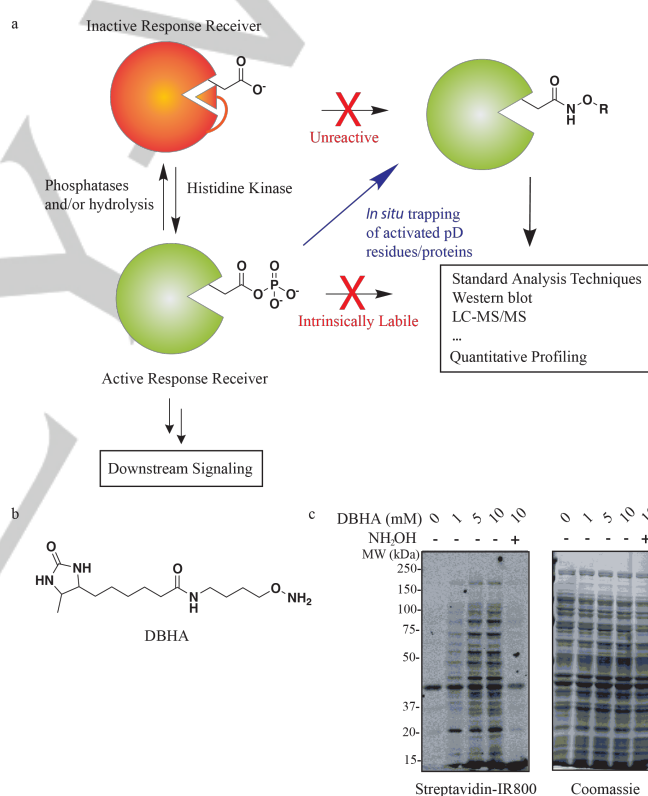 a
Inactive Response Receiver
O
O-
Unreactive
O
N
H
O
R
Phosphatases
and/or hydrolysis
Histidine Kinase
In situ trapping
of activated pD
residues/proteins
O
O
O
P
O-
O-
Intrinsically Labile
Standard Analysis Techniques
Western blot
LC-MS/MS
...
Quantitative Profiling
Active Response Receiver
Downstream Signaling
b
O
NH
HN
O
N
H
O
NH2
DBHA
c
DBHA (mM) 0 1 5 10 10
NH2OH - - - - +
MW (kDa)
250-
150-
100-
75-
50-
37-
20-
15-
Streptavidin-IR800
0 1 5 10
- - - - +
Coomassie